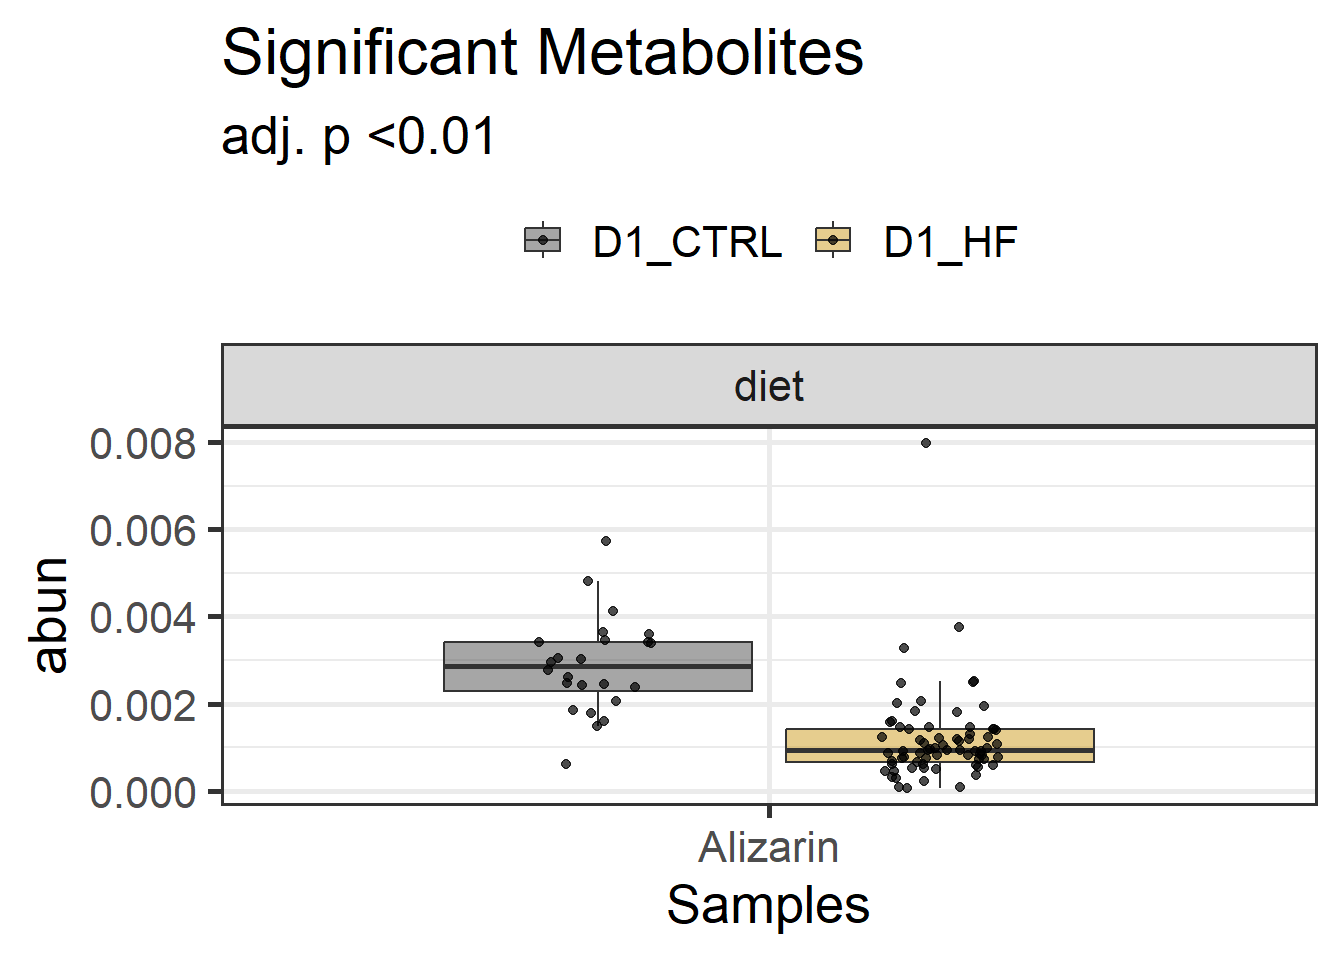 Significant Metabolites
adj. p <0.01
D1_CTRL D1_HF
diet
0.008
0.006
0.004
0.002
0.000
abun
Alizarin
Samples